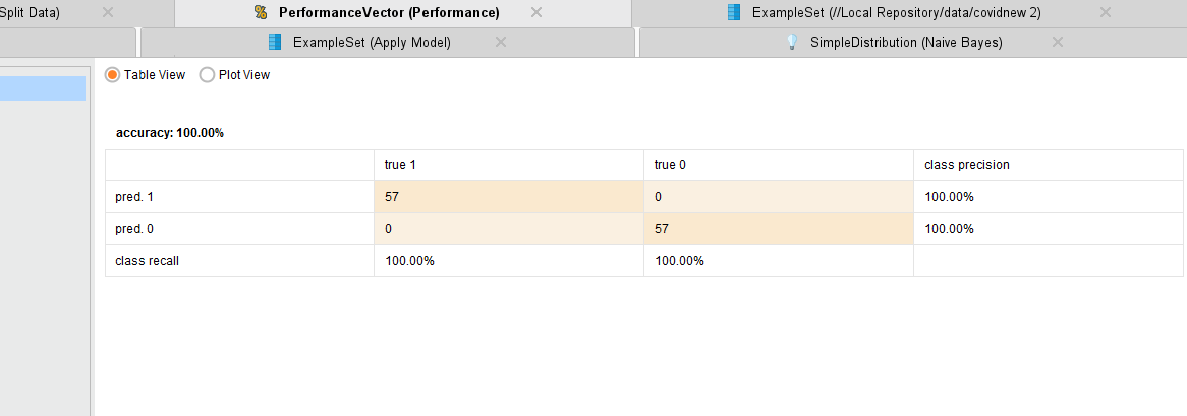 Split Data) PerformanceVector (Performance) ExampleSet (//Local Repository/data/covidnew 2)
ExampleSet (Apply Model) SimpleDistribution (Naive Bayes)
Table View Plot View
accuracy: 100.00%
true 1 true 0 class precision
pred. 1 57 0 100.00%
pred. 0 0 57 100.00%
class recall 100.00% 100.00%